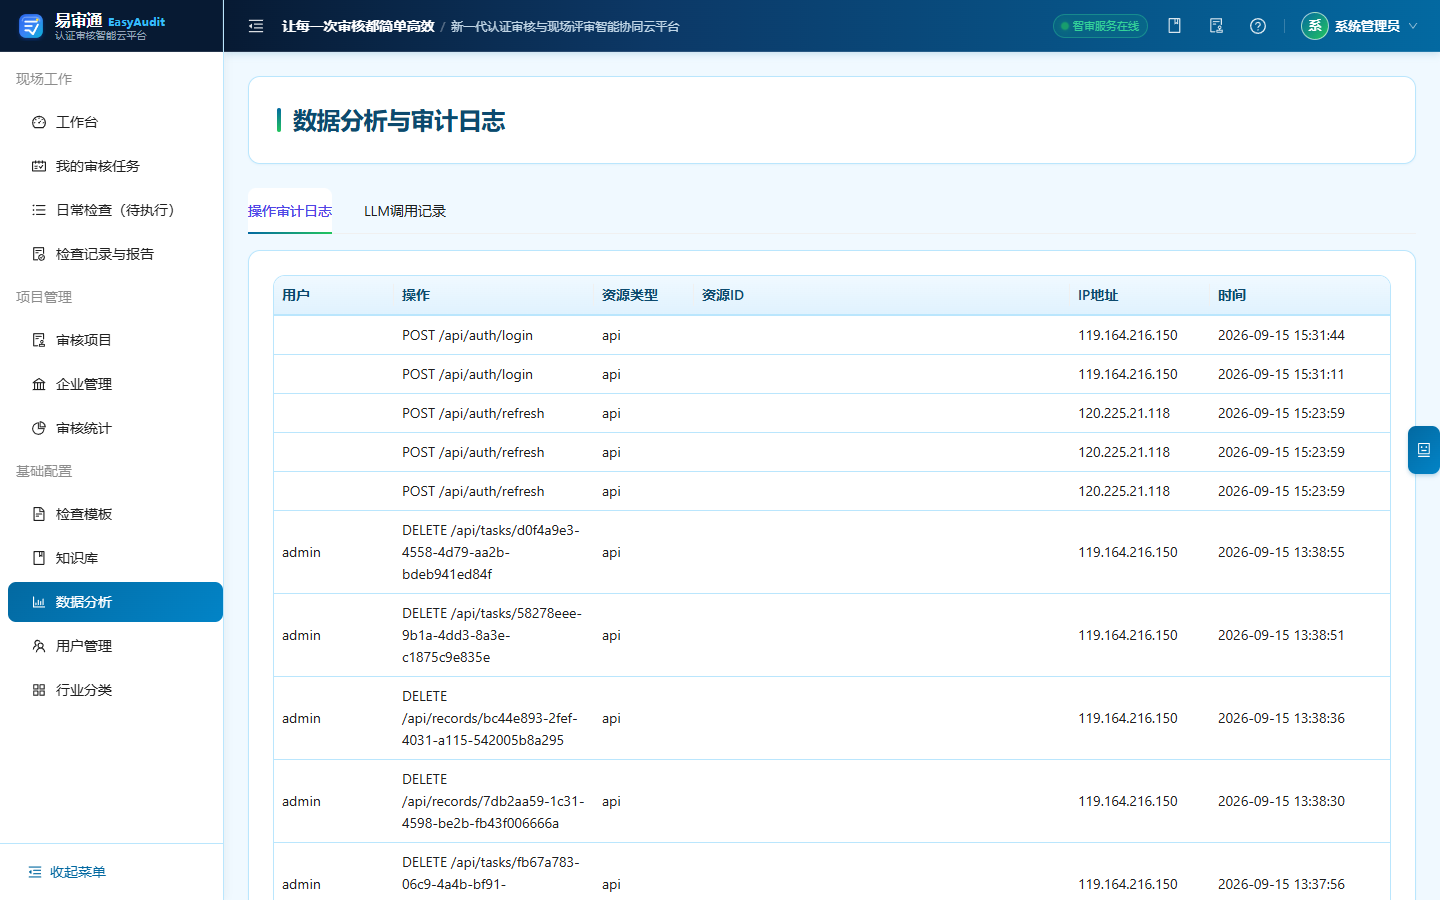 易审通 EasyAudit
认证审核智能云平台
让每一次审核都简单高效 / 新一代认证审核与现场评审智能协同云平台
智审服务在线
系 系统管理员
现场工作
工作台
我的审核任务
日常检查（待执行）
检查记录与报告
项目管理
审核项目
企业管理
审核统计
基础配置
检查模板
知识库
数据分析
用户管理
行业分类
收起菜单
数据分析与审计日志
操作审计日志 LLM调用记录
用户 操作 资源类型 资源ID IP地址 时间
POST /api/auth/login api 119.164.216.150 2026-09-15 15:31:44
POST /api/auth/login api 119.164.216.150 2026-09-15 15:31:11
POST /api/auth/refresh api 120.225.21.118 2026-09-15 15:23:59
POST /api/auth/refresh api 120.225.21.118 2026-09-15 15:23:59
POST /api/auth/refresh api 120.225.21.118 2026-09-15 15:23:59
DELETE /api/tasks/d0f4a9e3-
admin 4558-4d79-aa2b- api 119.164.216.150 2026-09-15 13:38:55
bdeb941ed84f
DELETE /api/tasks/58278eee-
admin 9b1a-4dd3-8a3e- api 119.164.216.150 2026-09-15 13:38:51
c1875c9e835e
DELETE
admin /api/records/bc44e893-2fef- api 119.164.216.150 2026-09-15 13:38:36
4031-a115-542005b8a295
DELETE
admin /api/records/7db2aa59-1c31- api 119.164.216.150 2026-09-15 13:38:30
4598-be2b-fb43f006666a
DELETE /api/tasks/fb67a783-
admin 06c9-4a4b-bf91- api 119.164.216.150 2026-09-15 13:37:56